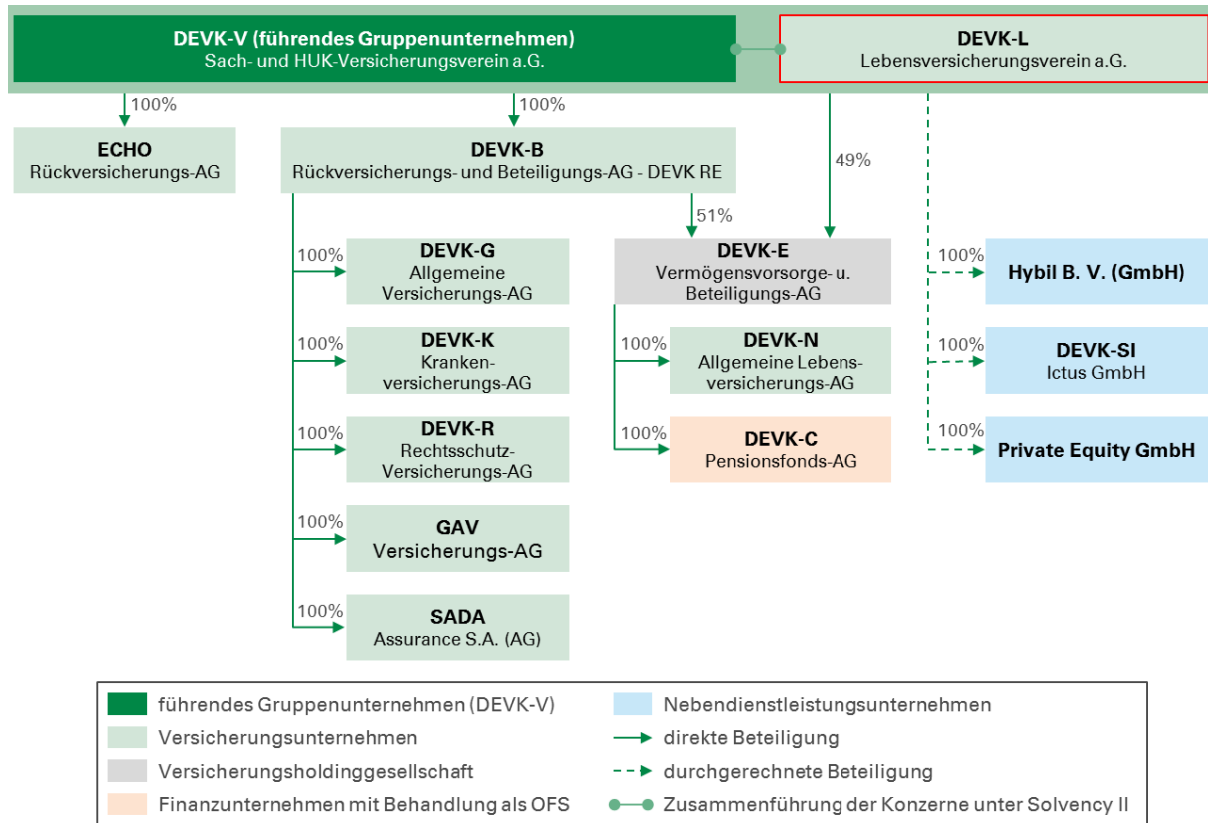 DEVK-V (führendes Gruppenunternehmen)
Sach- und HUK-Versicherungsverein a.G.
DEVK-L
Lebensversicherungsverein a.G.
100%
100%
49%
ECHO
Rückversicherungs-AG
DEVK-B
Rückversicherungs- und Beteiligungs-AG - DEVK RE
51%
100%
DEVK-G
Allgemeine
Versicherungs-AG
DEVK-E
Vermögensvorsorge- u.
Beteiligungs-AG
100%
Hybil B. V. (GmbH)
100%
DEVK-K
Kranken-
versicherungs-AG
100%
DEVK-N
Allgemeine Lebens-
versicherungs-AG
100%
DEVK-SI
Ictus GmbH
100%
DEVK-R
Rechtsschutz-
Versicherungs-AG
100%
DEVK-C
Pensionsfonds-AG
100%
Private Equity GmbH
100%
GAV
Versicherungs-AG
100%
SADA
Assurance S.A. (AG)
führendes Gruppenunternehmen (DEVK-V)
Versicherungsunternehmen
Versicherungsholdinggesellschaft
Finanzunternehmen mit Behandlung als OFS
Nebendienstleistungsunternehmen
direkte Beteiligung
durchgerechnete Beteiligung
Zusammenführung der Konzerne unter Solvency II